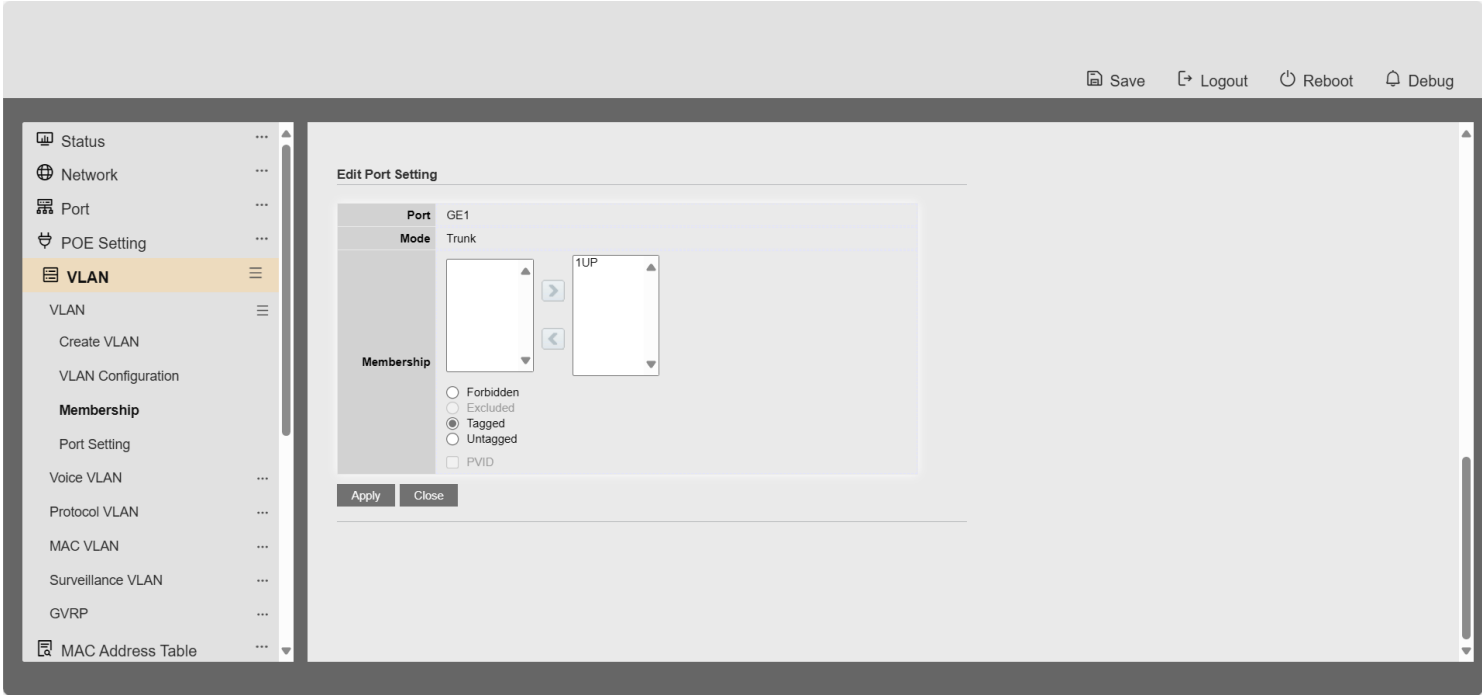 Save Logout Reboot Debug
Status
Network
Port
POE Setting
VLAN
VLAN
Create VLAN
VLAN Configuration
Membership
Port Setting
Voice VLAN
Protocol VLAN
MAC VLAN
Surveillance VLAN
GVRP
MAC Address Table
Edit Port Setting
Port GE1
Mode Trunk
Membership
1UP
Forbidden
Excluded
Tagged
Untagged
PVID
Apply Close